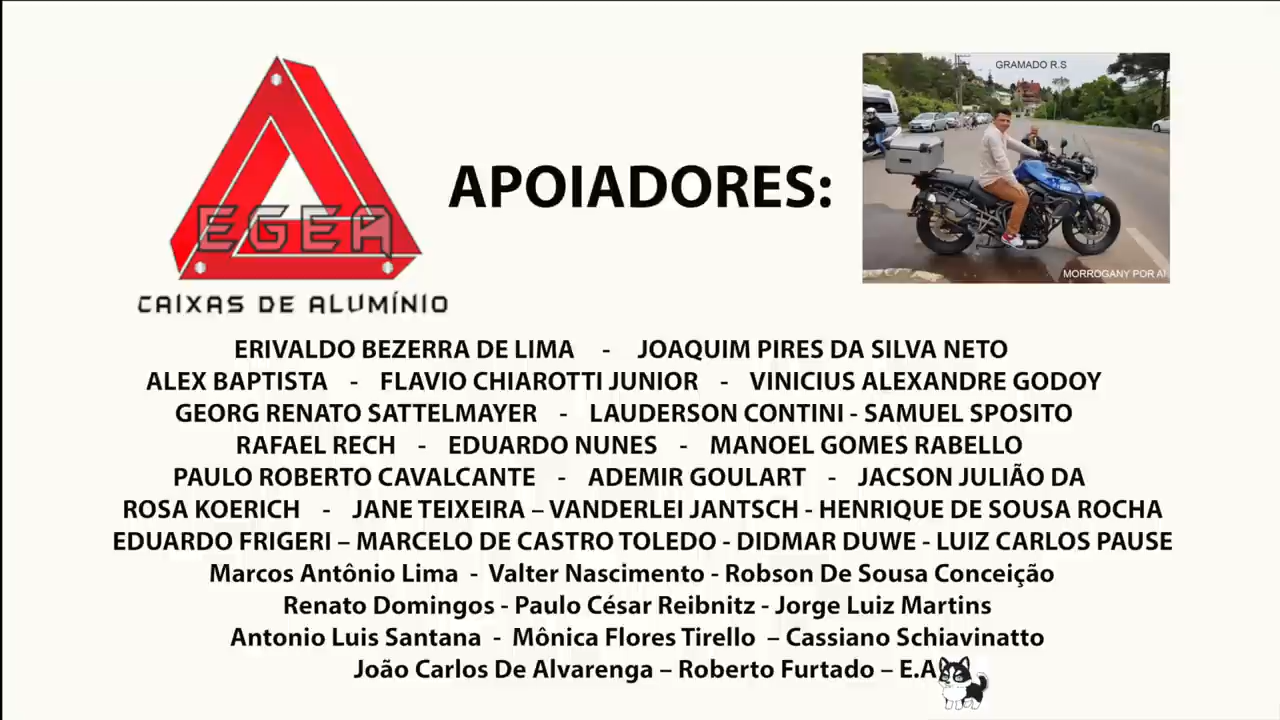 EGEA
CAIXAS DE ALUMÍNIO
APOIADORES:
GRAMADO R.S
MORROGANY POR AI
ERIVALDO BEZERRA DE LIMA - JOAQUIM PIRES DA SILVA NETO
ALEX BAPTISTA - FLAVIO CHIAROTTI JUNIOR - VINICIUS ALEXANDRE GODOY
GEORG RENATO SATTELMAYER - LAUDERSON CONTINI - SAMUEL SPOSITO
RAFAEL RECH - EDUARDO NUNES - MANOEL GOMES RABELLO
PAULO ROBERTO CAVALCANTE - ADEMIR GOULART - JACSON JULIÃO DA
ROSA KOERICH - JANE TEIXEIRA – VANDERLEI JANTSCH - HENRIQUE DE SOUSA ROCHA
EDUARDO FRIGERI – MARCELO DE CASTRO TOLEDO - DIDMAR DUWE - LUIZ CARLOS PAUSE
Marcos Antônio Lima - Valter Nascimento - Robson De Sousa Conceição
Renato Domingos - Paulo César Reibnitz - Jorge Luiz Martins
Antonio Luis Santana - Mônica Flores Tirello – Cassiano Schiavinatto
João Carlos De Alvarenga – Roberto Furtado – E.A